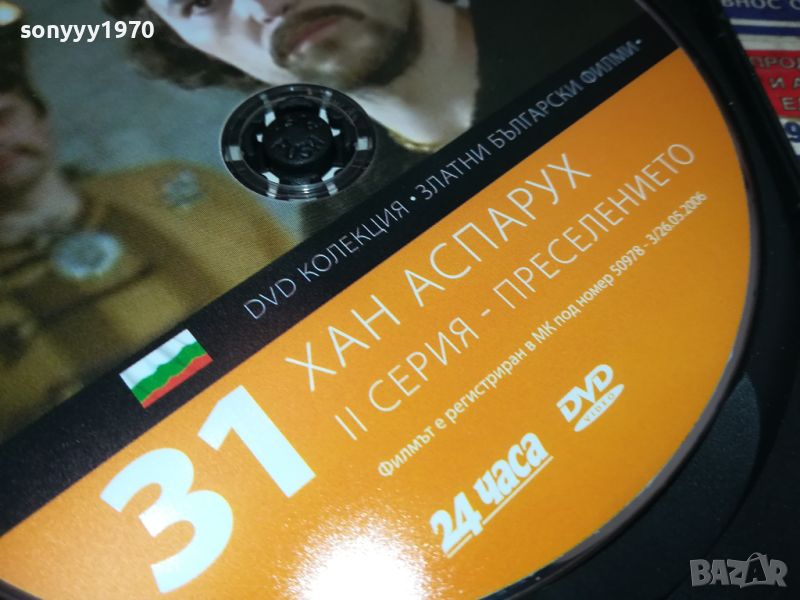 sonyyy1970
DVD КОЛЕКЦИЯ • ЗЛАТНИ БЪЛГАРСКИ ФИЛМИ •
31
ХАН АСПАРУХ
II СЕРИЯ - ПРЕСЕЛЕНИЕТО
Филмът е регистриран в МК под номер 50978 - 3/26.05.2006
24 часа
DVD
VIDEO
BAZAR